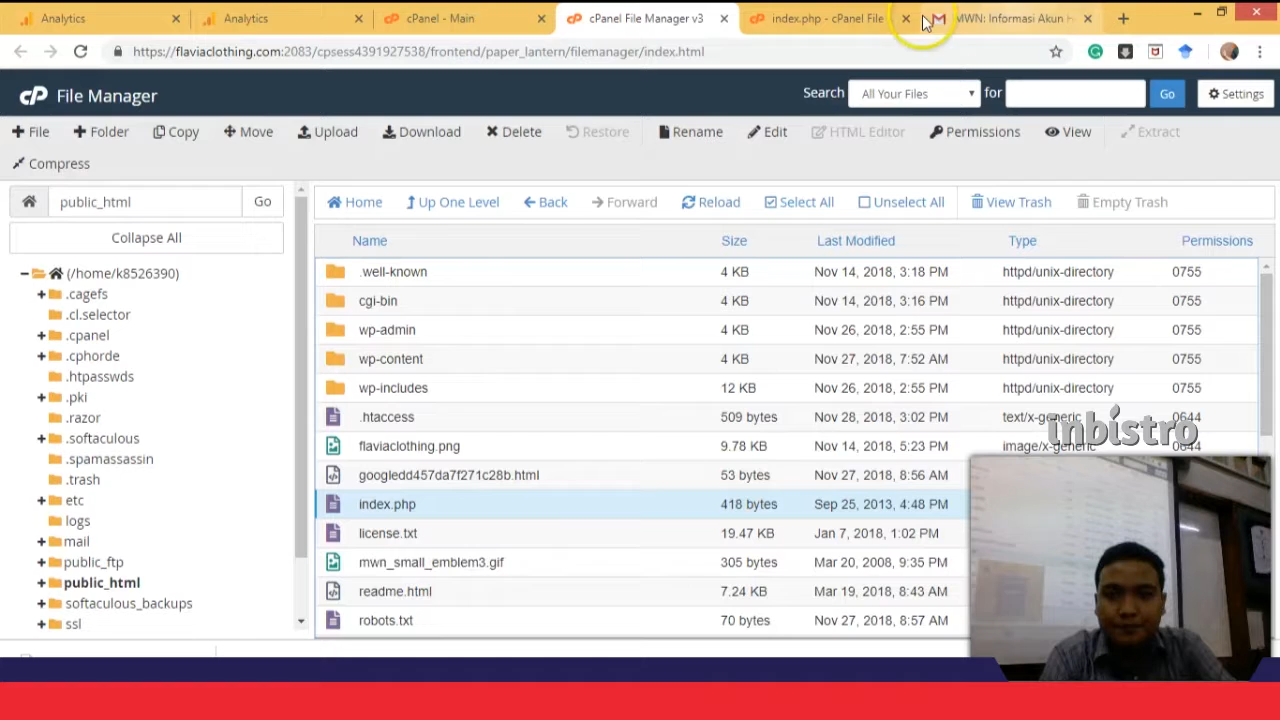 Analytics
Analytics
cPanel - Main
cPanel File Manager v3
index.php - cPanel File
MWN: Informasi Akun H
https://flaviaclothing.com:2083/cpsess4391927538/frontend/paper_lantern/filemanager/index.html
cP File Manager
Search All Your Files for Go Settings
File Folder Copy Move Upload Download Delete Restore Rename Edit HTML Editor Permissions View Extract
Compress
public_html Go
Home Up One Level Back Forward Reload Select All Unselect All View Trash Empty Trash
Collapse All
(/home/k8526390)
.cagefs
.cl.selector
.cpanel
.cphorde
.htpasswds
.pki
.razor
.softaculous
.spamassassin
.trash
etc
logs
mail
public_ftp
public_html
softaculous_backups
ssl
Name Size Last Modified Type Permissions
.well-known 4 KB Nov 14, 2018, 3:18 PM httpd/unix-directory 0755
cgi-bin 4 KB Nov 14, 2018, 3:16 PM httpd/unix-directory 0755
wp-admin 4 KB Nov 26, 2018, 2:55 PM httpd/unix-directory 0755
wp-content 4 KB Nov 27, 2018, 7:52 AM httpd/unix-directory 0755
wp-includes 12 KB Nov 26, 2018, 2:55 PM httpd/unix-directory 0755
.htaccess 509 bytes Nov 28, 2018, 3:02 PM text/x-generic 0644
flaviaclothing.png 9.78 KB Nov 14, 2018, 5:23 PM image/x-generic
googledd457da7f271c28b.html 53 bytes Nov 27, 2018, 8:56 AM
index.php 418 bytes Sep 25, 2013, 4:48 PM
license.txt 19.47 KB Jan 7, 2018, 1:02 PM
mwn_small_emblem3.gif 305 bytes Mar 20, 2008, 9:35 PM
readme.html 7.24 KB Mar 19, 2018, 8:43 AM
robots.txt 70 bytes Nov 27, 2018, 8:57 AM
inbistro